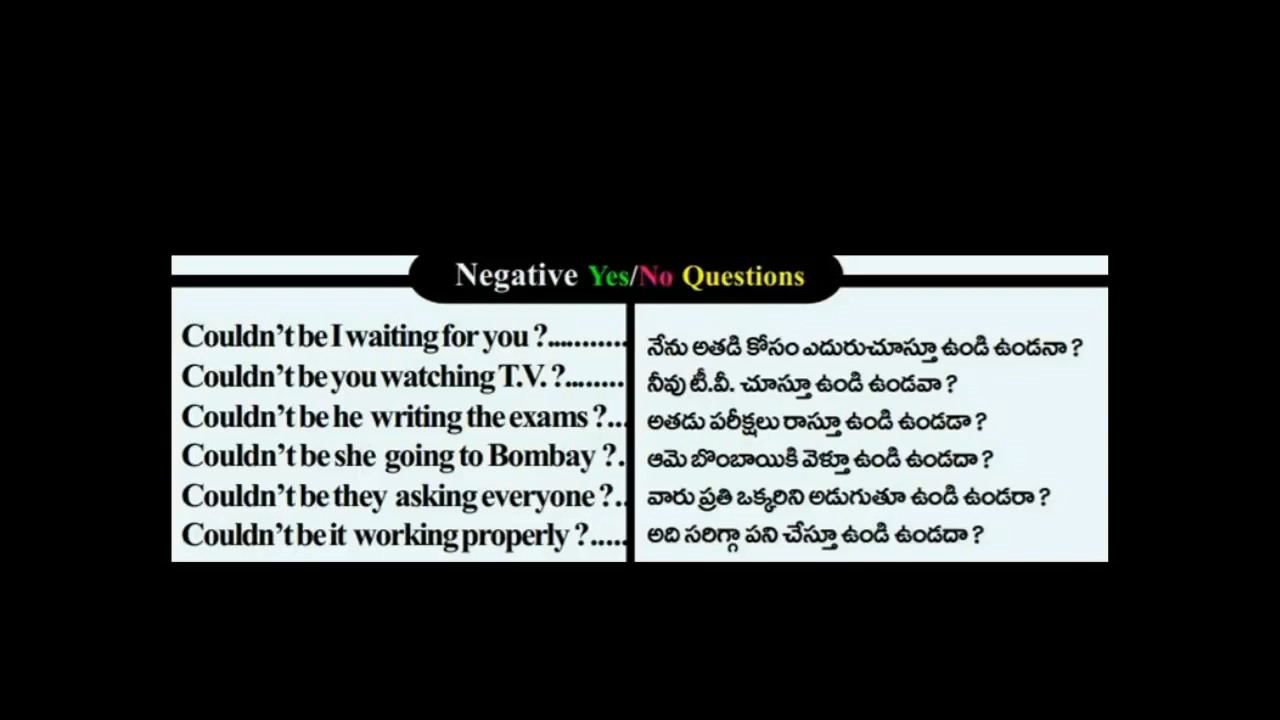 Negative Yes/No Questions
Couldn't be I waiting for you ?............ నేను అతడి కోసం ఎదురుచూస్తూ ఉండి ఉండనా ?
Couldn't be you watching T.V. ?......... నీవు టీ.వీ. చూస్తూ ఉండి ఉండవా ?
Couldn't be he writing the exams ?... అతడు పరీక్షలు రాస్తూ ఉండి ఉండడా ?
Couldn't be she going to Bombay ?. ఆమె బొంబాయికి వెళ్తూ ఉండి ఉండదా ?
Couldn't be they asking everyone ?.. వారు ప్రతి ఒక్కరిని అడుగుతూ ఉండి ఉండరా ?
Couldn't be it working properly ?..... అది సరిగ్గా పని చేస్తూ ఉండి ఉండదా ?